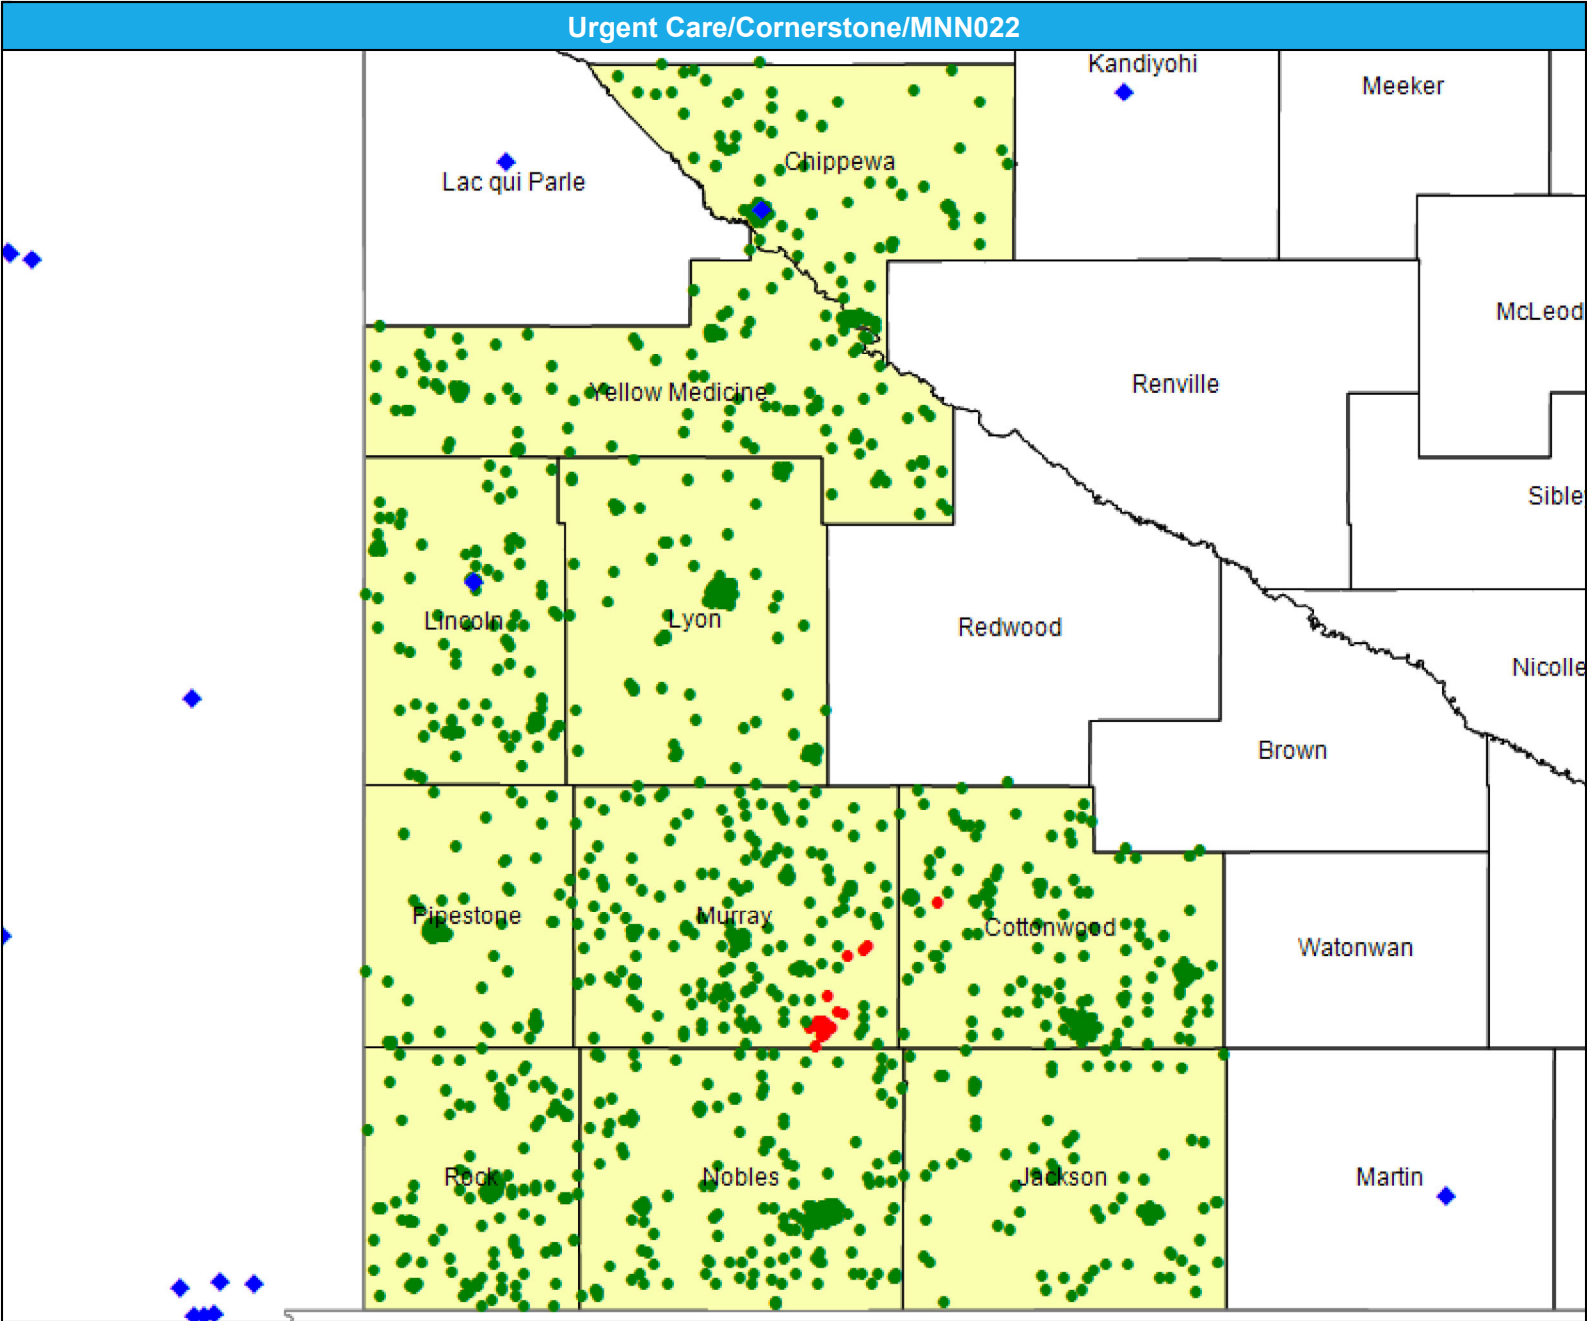 Urgent Care/Cornerstone/MNN022
Kandiyohi
Meeker
Chippewa
Lac qui Parle
McLeod
Renville
Yellow Medicine
Sible
Lincoln
Lyon
Redwood
Nicolle
Brown
Pipestone
Murray
Cottonwood
Watonwan
Rock
Nobles
Jackson
Martin